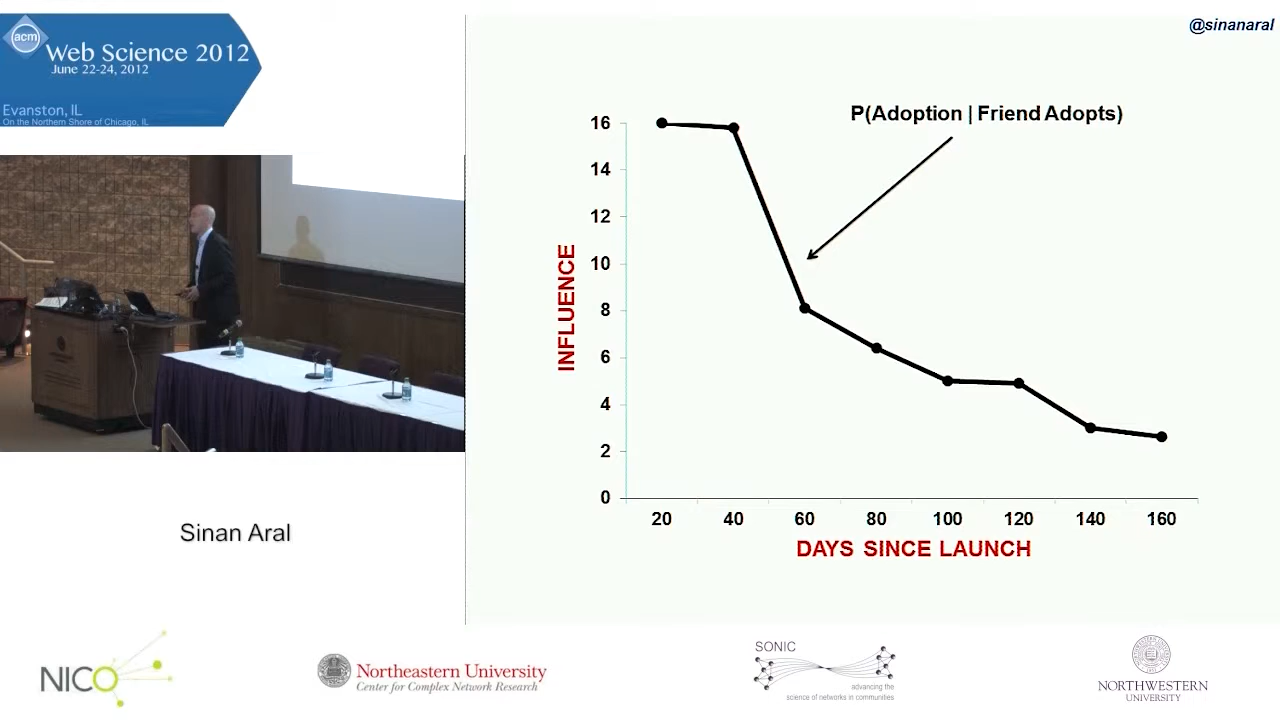 acm
Web Science 2012
June 22-24, 2012
Evanston, IL
On the Northern Shore of Chicago, IL
@sinanaral
P(Adoption | Friend Adopts)
16
14
12
10
8
6
4
2
0
INFLUENCE
20 40 60 80 100 120 140 160
DAYS SINCE LAUNCH
Sinan Aral
NICO
Northeastern University
Center for Complex Network Research
SONIC
advancing the
science of networks in communities
NORTHWESTERN
UNIVERSITY